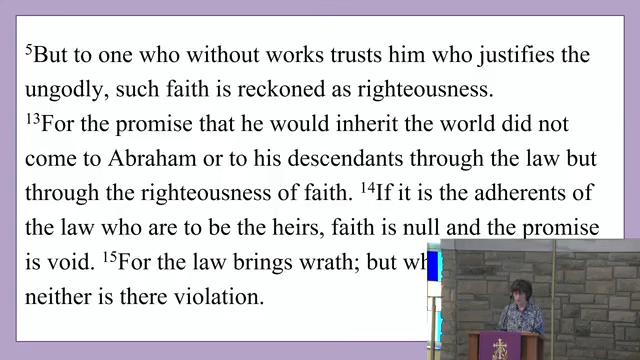 ⁵But to one who without works trusts him who justifies the
ungodly, such faith is reckoned as righteousness.
¹³For the promise that he would inherit the world did not
come to Abraham or to his descendants through the law but
through the righteousness of faith. ¹⁴If it is the adherents of
the law who are to be the heirs, faith is null and the promise
is void. ¹⁵For the law brings wrath; but
neither is there violation.